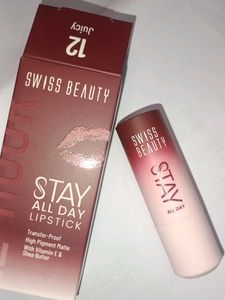 12
Juicy
SWISS BEAUTY
STAY
ALL DAY
LIPSTICK
Transfer-Proof
High Pigment Matte
With Vitamin E &
Shea Butter
SWISS BEAUTY
STAY
ALL DAY